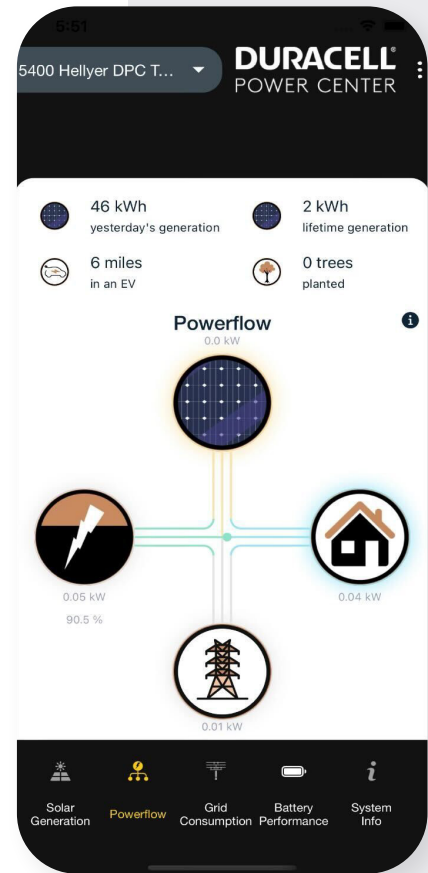 5:51
5400 Hellyer DPC T...
DURACELL®
POWER CENTER
46 kWh
yesterday's generation
2 kWh
lifetime generation
6 miles
in an EV
0 trees
planted
Powerflow
0.0 kW
0.05 kW
90.5 %
0.04 kW
0.01 kW
Solar
Generation
Powerflow
Grid
Consumption
Battery
Performance
System
Info